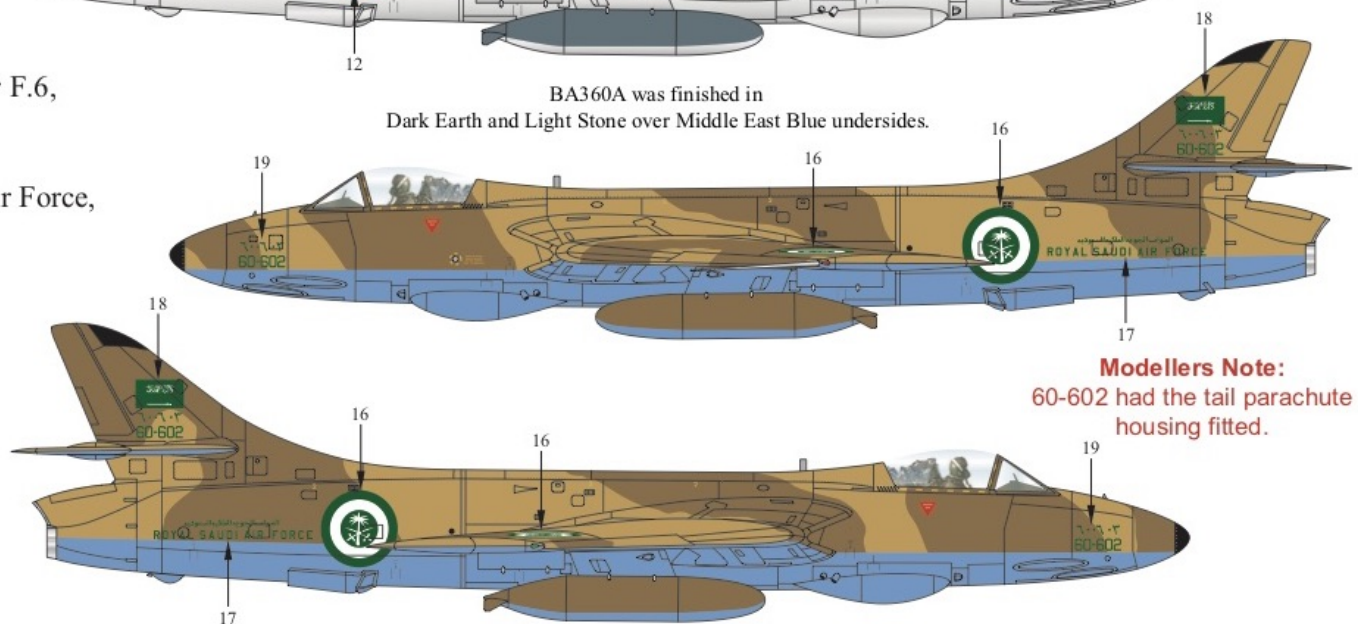 12
F.6,
BA360A was finished in
Dark Earth and Light Stone over Middle East Blue undersides.
r Force,
18
60-602
16
16
19
60-602
ROYAL SAUDI AIR FORCE
17
Modellers Note:
60-602 had the tail parachute
housing fitted.
18
60-602
16
16
19
60-602
ROYAL SAUDI AIR FORCE
17